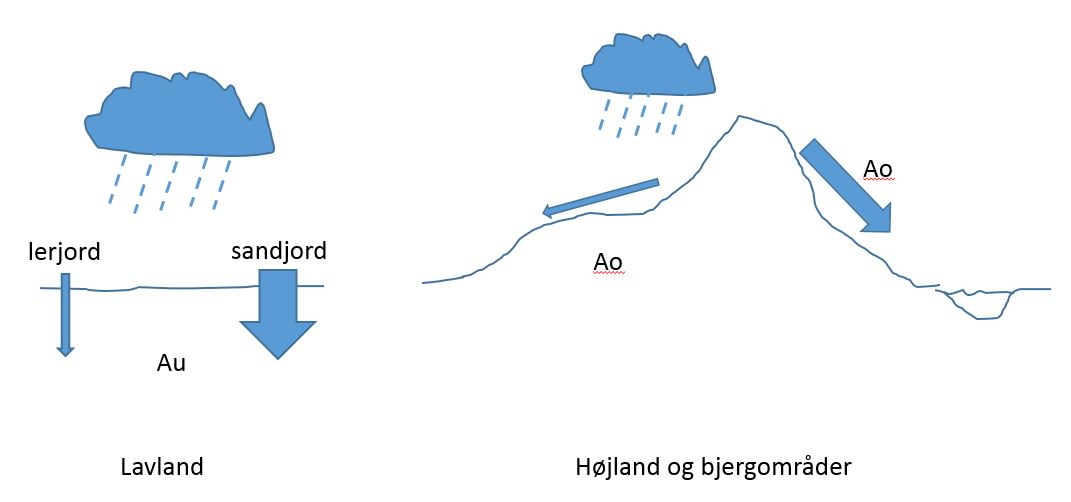 lerjord
sandjord
Au
Lavland
Ao
Ao
Højland og bjergområder